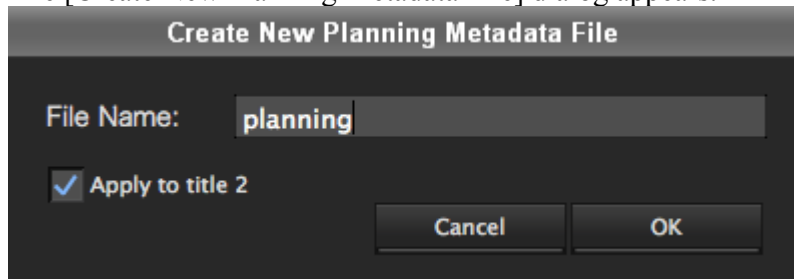 Create New Planning Metadata File
File Name: planning
Apply to title 2
Cancel OK